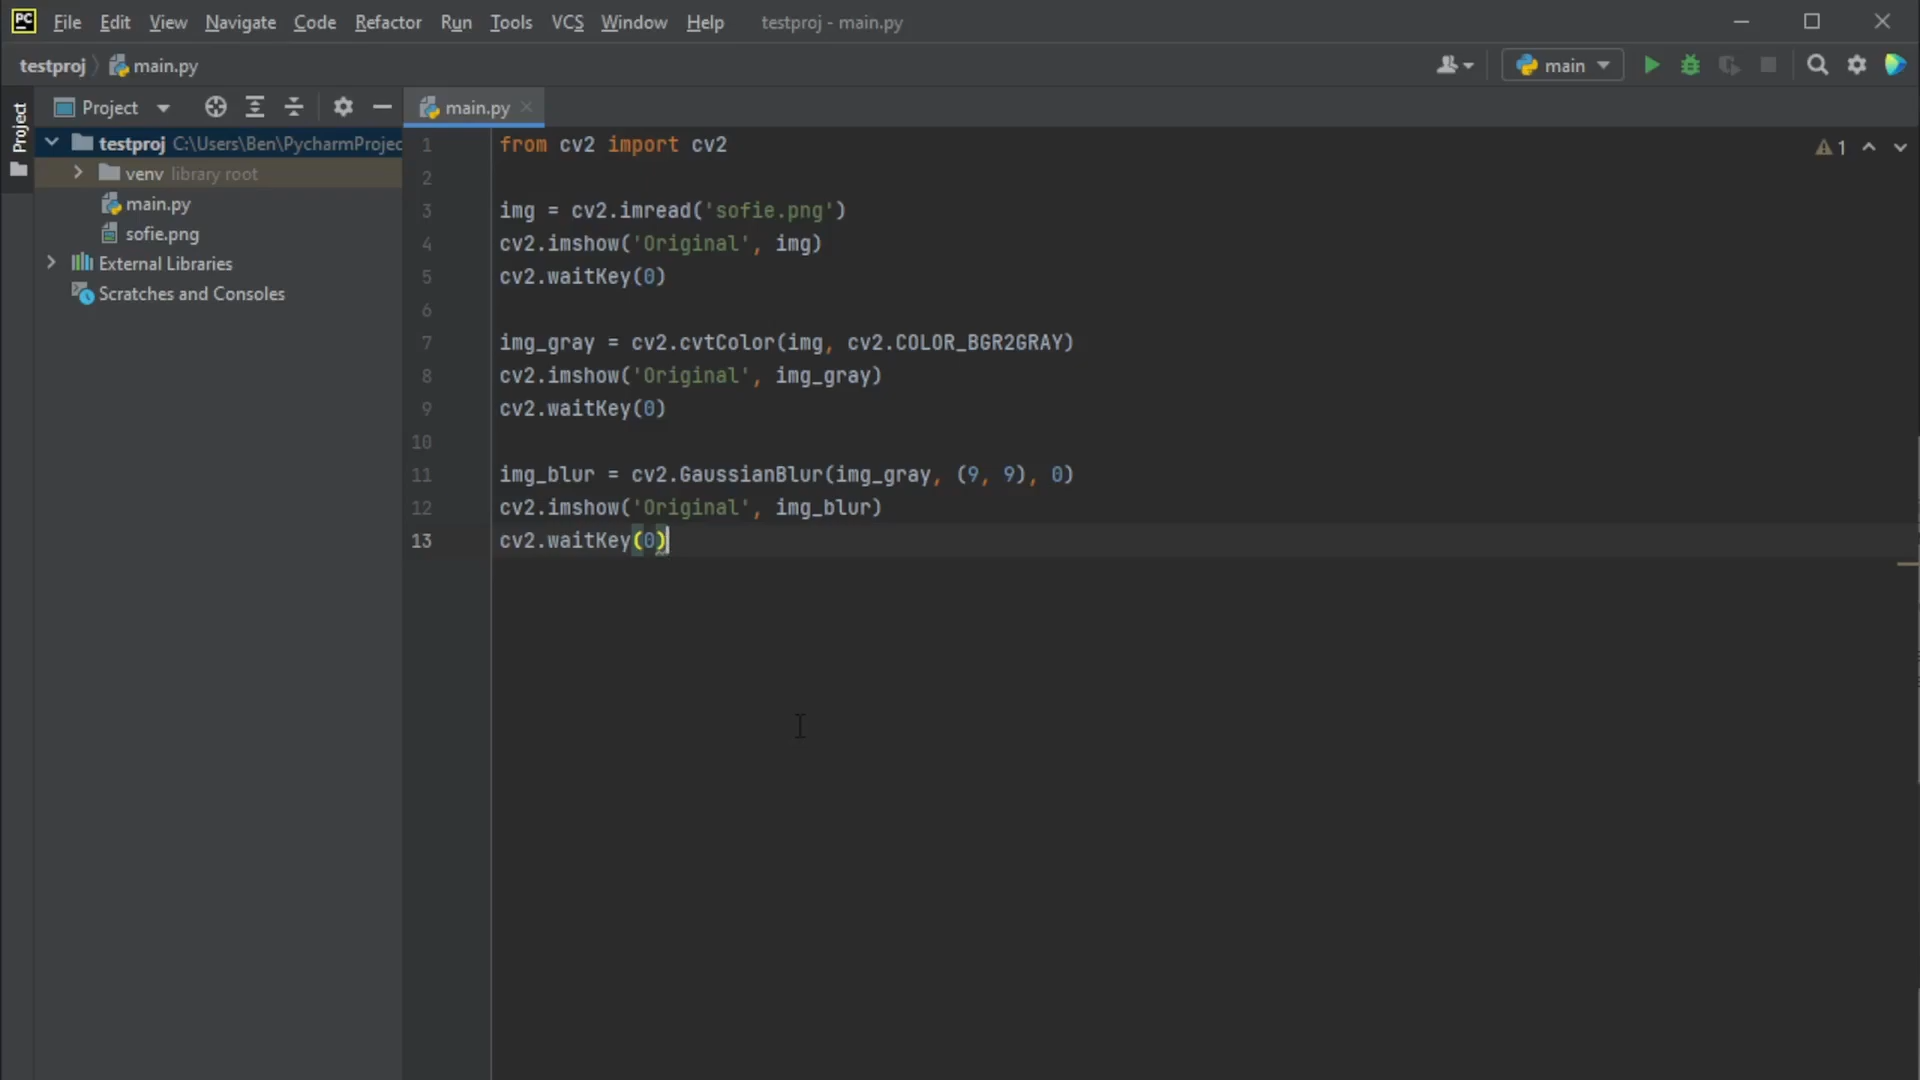 PC File Edit View Navigate Code Refactor Run Tools VCS Window Help testproj - main.py
testproj main.py main
Project main.py
Project
testproj C:\Users\Ben\PycharmProjec
venv library root
main.py
sofie.png
External Libraries
Scratches and Consoles
1 from cv2 import cv2
2
3 img = cv2.imread('sofie.png')
4 cv2.imshow('Original', img)
5 cv2.waitKey(0)
6
7 img_gray = cv2.cvtColor(img, cv2.COLOR_BGR2GRAY)
8 cv2.imshow('Original', img_gray)
9 cv2.waitKey(0)
10
11 img_blur = cv2.GaussianBlur(img_gray, (9, 9), 0)
12 cv2.imshow('Original', img_blur)
13 cv2.waitKey(0)
1